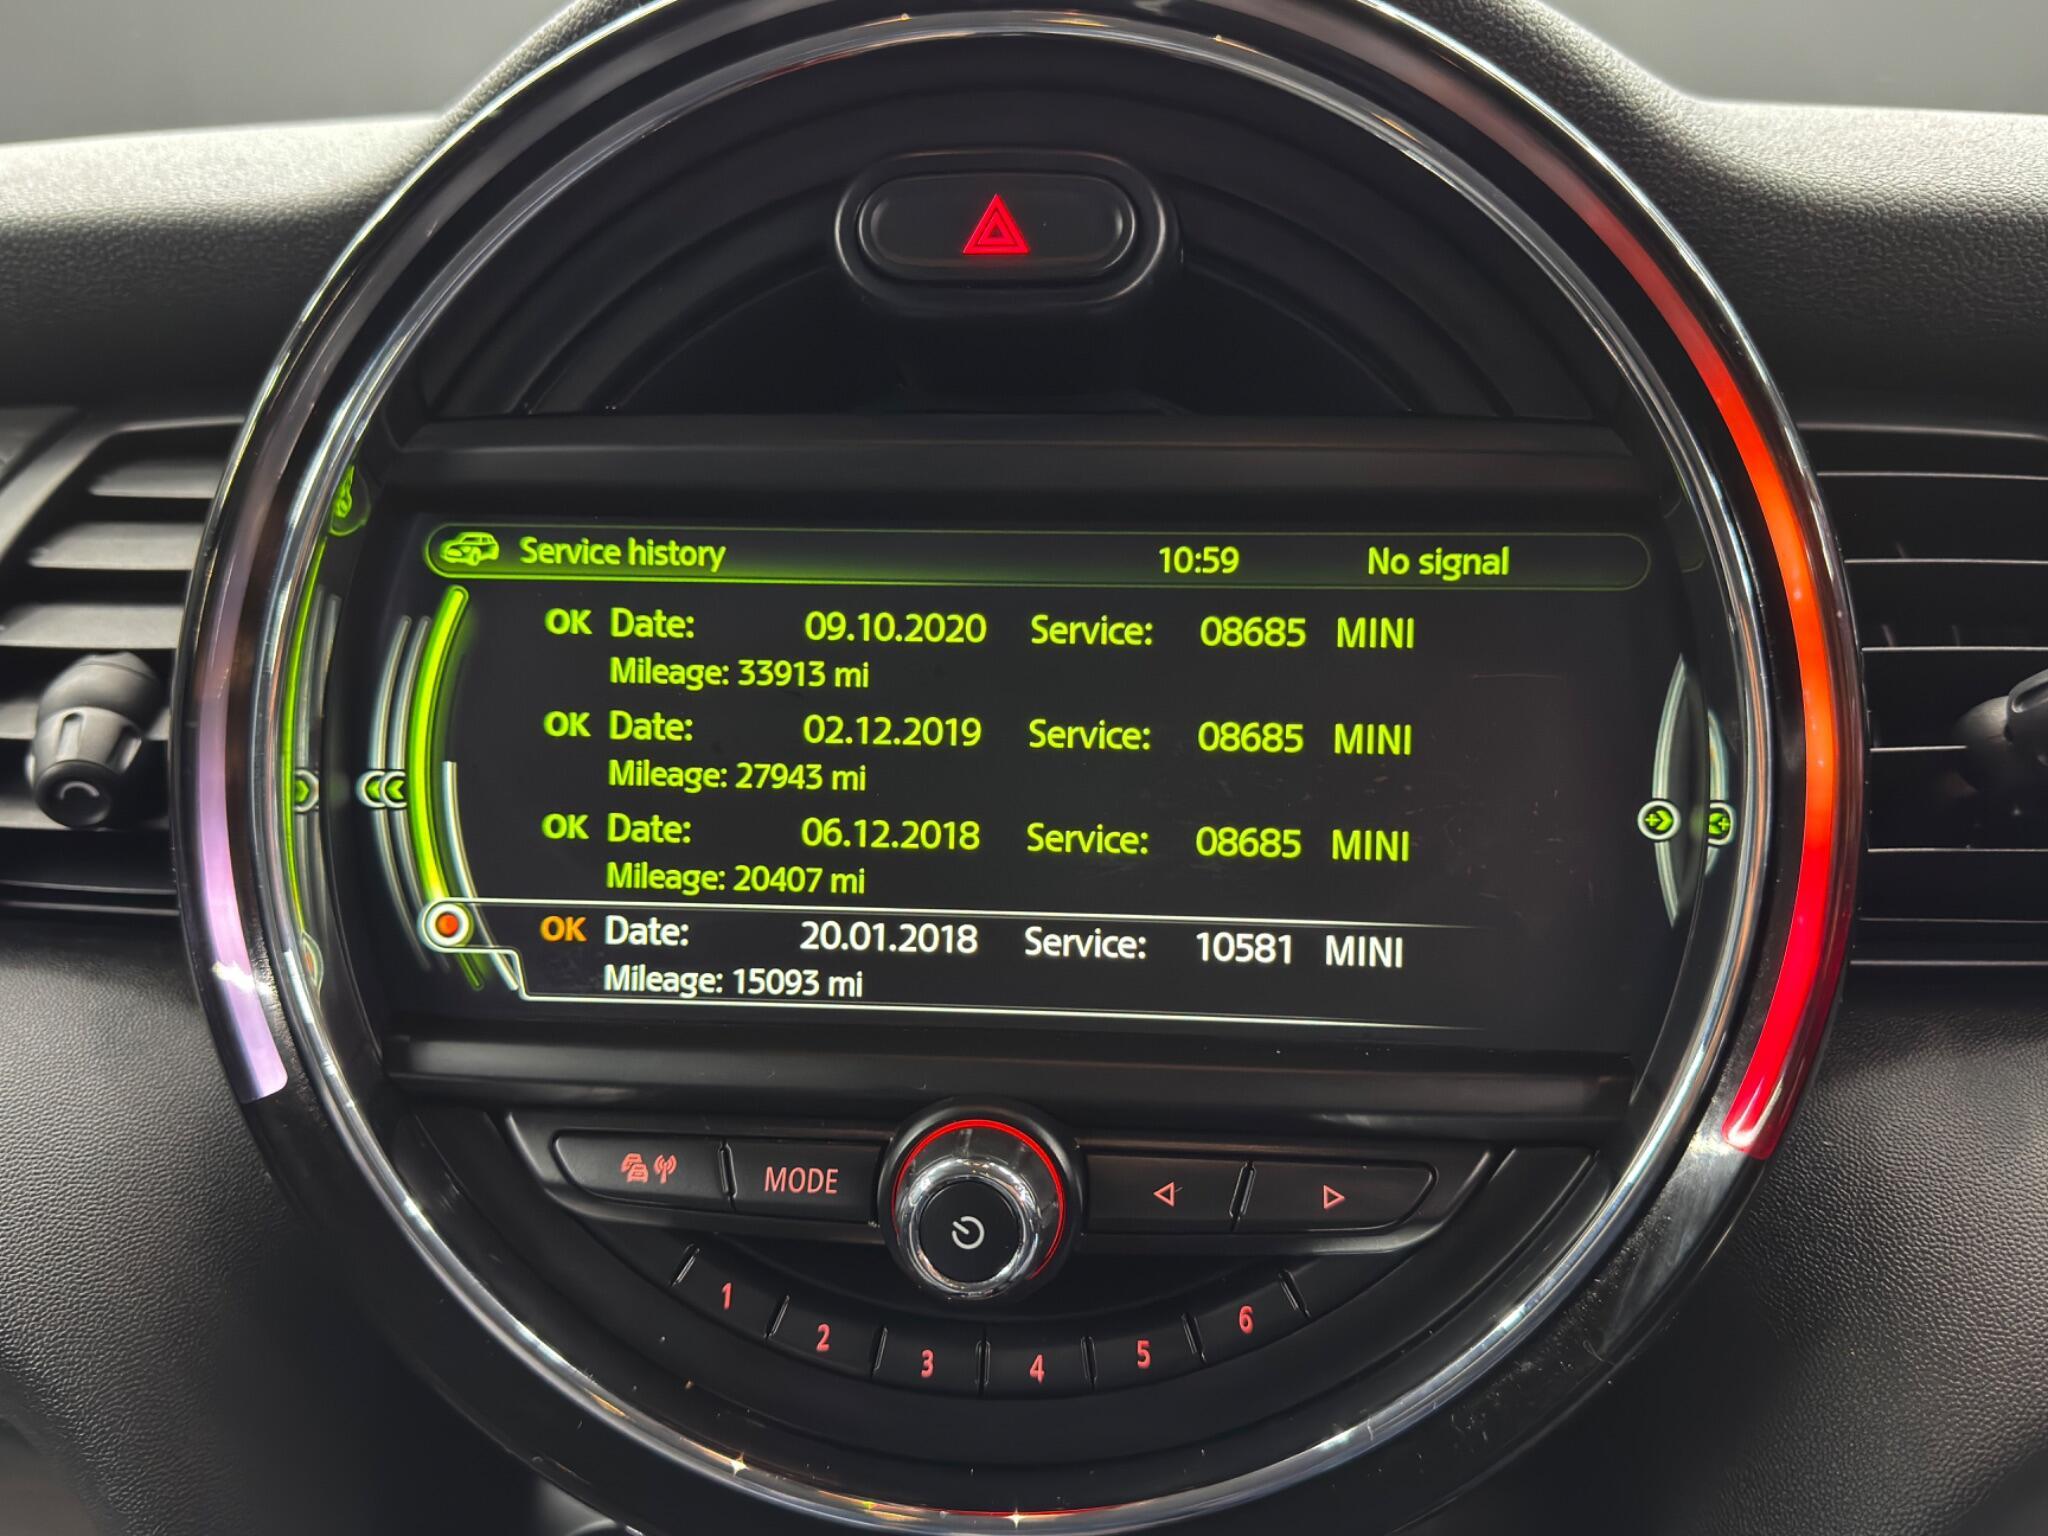 Service history 10:59 No signal
OK Date: 09.10.2020 Service: 08685 MINI
Mileage: 33913 mi
OK Date: 02.12.2019 Service: 08685 MINI
Mileage: 27943 mi
OK Date: 06.12.2018 Service: 08685 MINI
Mileage: 20407 mi
OK Date: 20.01.2018 Service: 10581 MINI
Mileage: 15093 mi
MODE
1 2 3 4 5 6